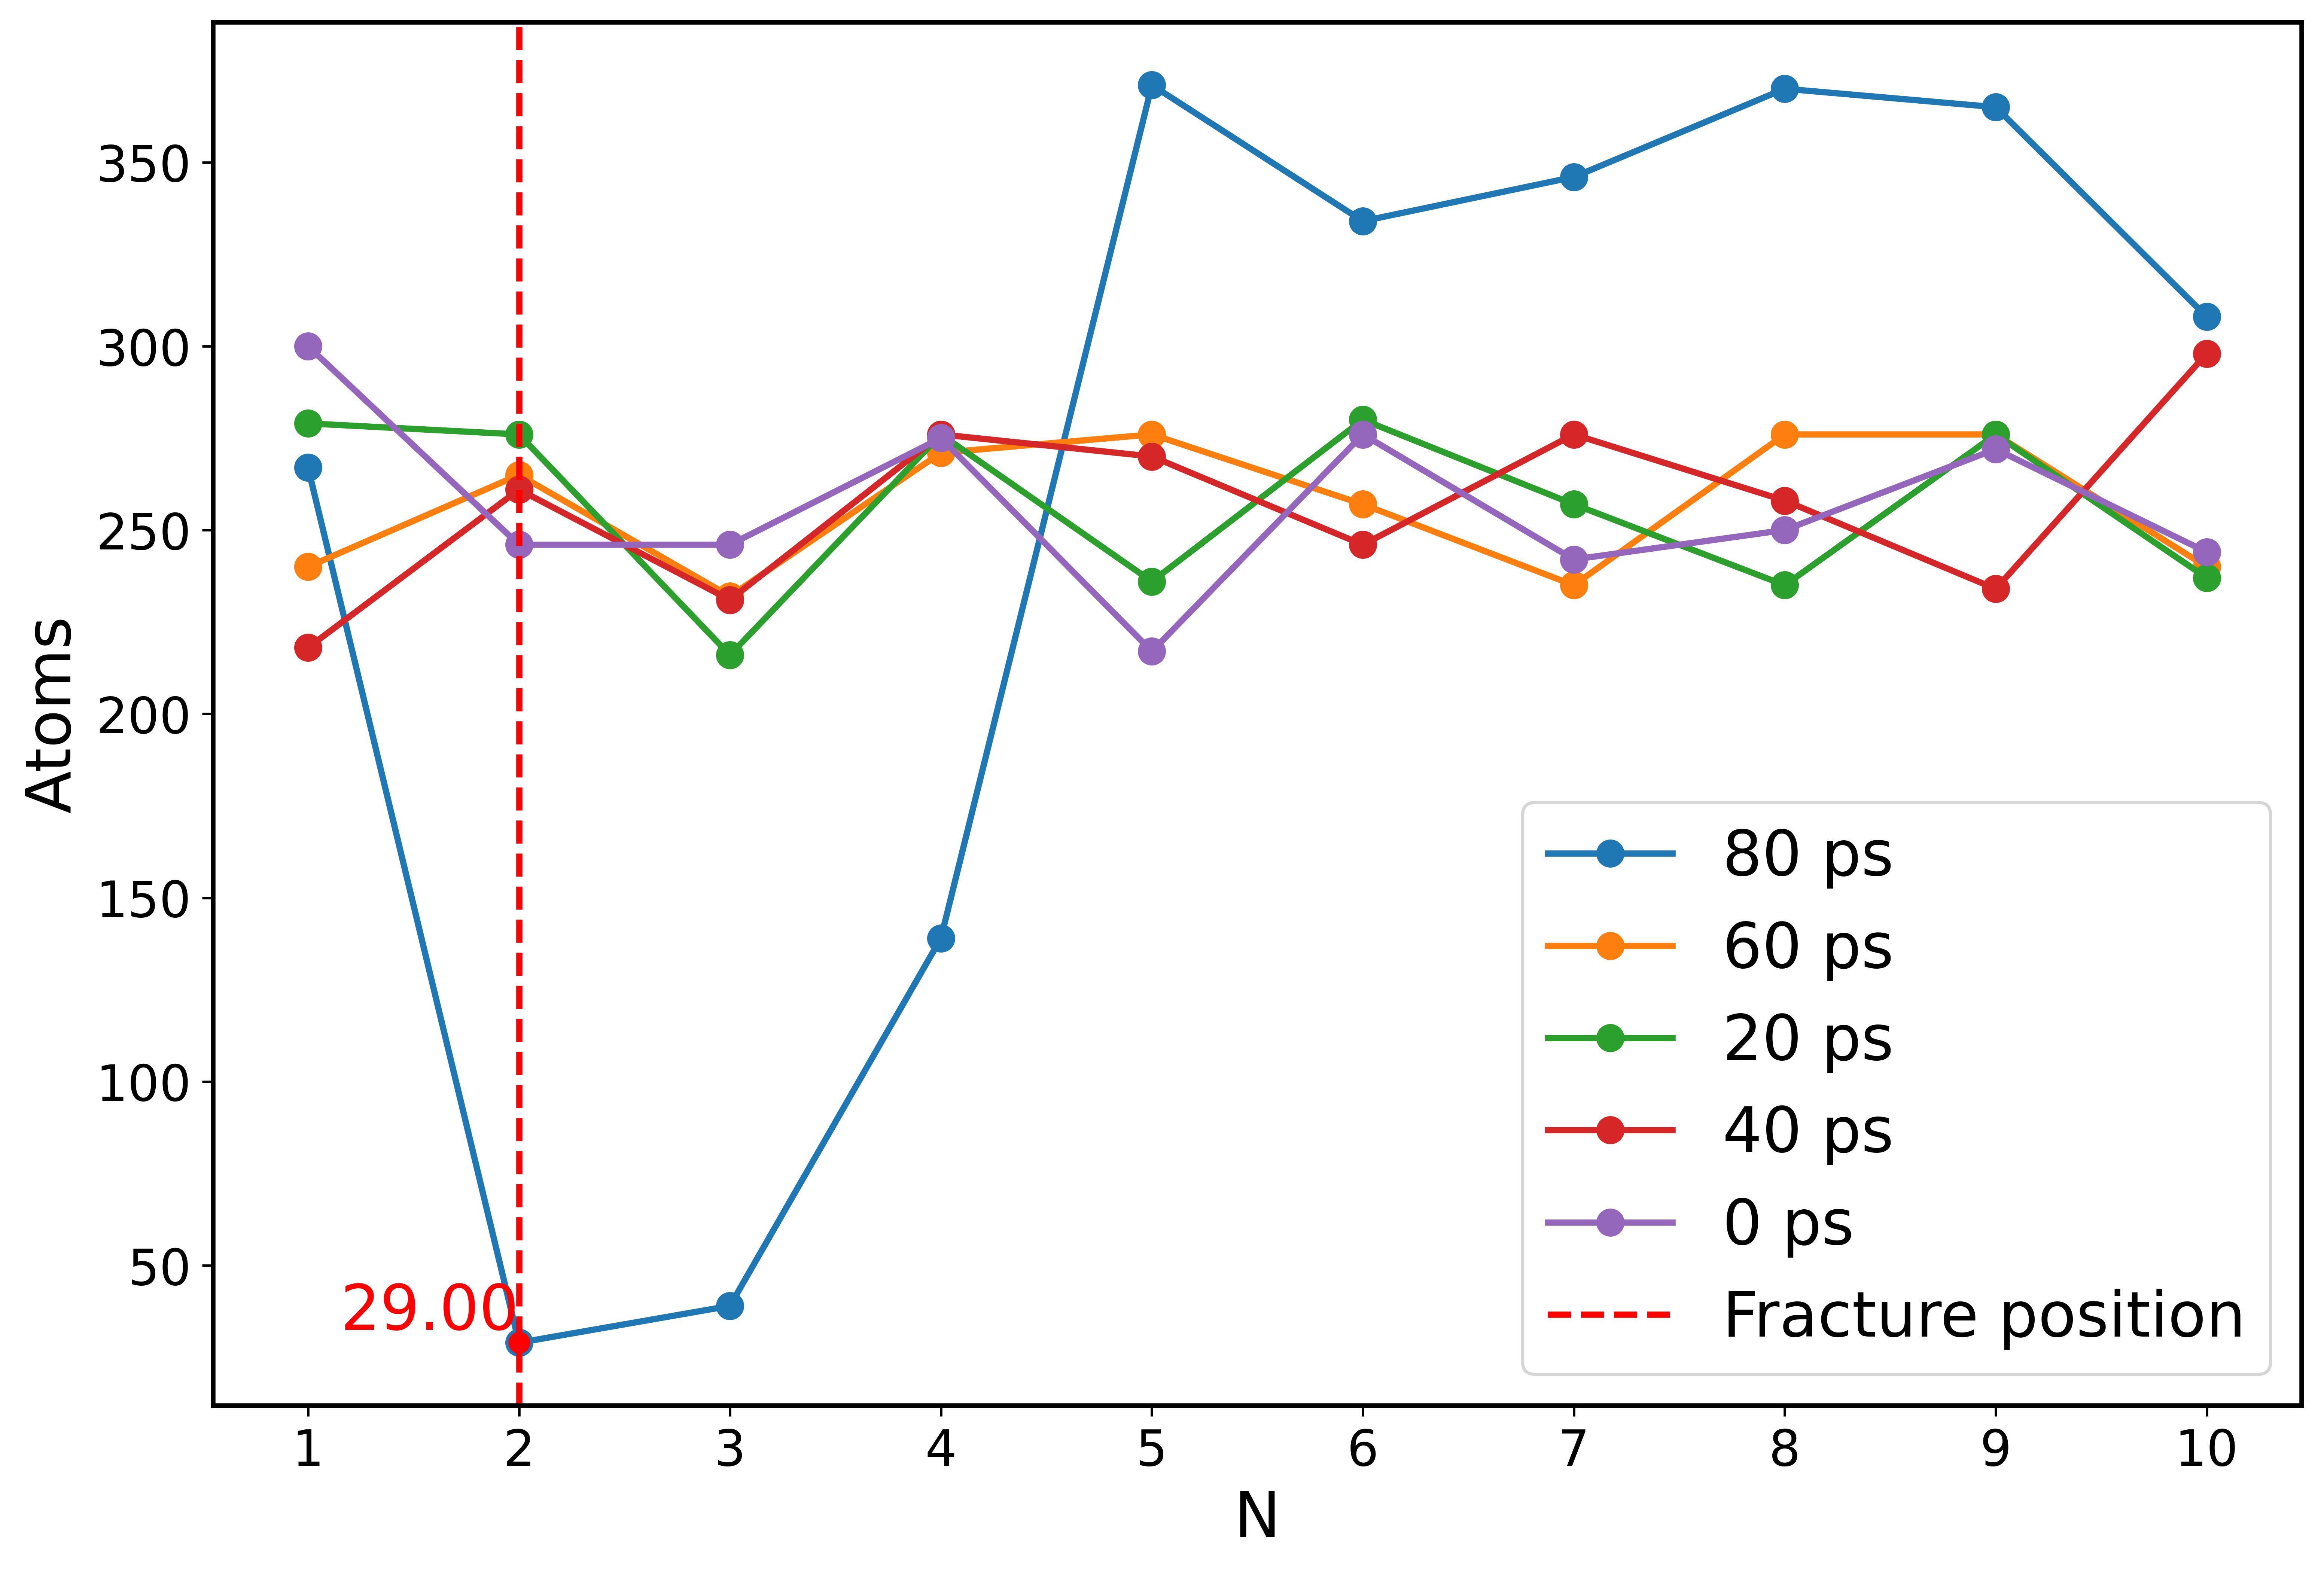 Atoms
350
300
250
200
150
100
50
29.00
80 ps
60 ps
20 ps
40 ps
0 ps
Fracture position
1 2 3 4 5 6 7 8 9 10
N